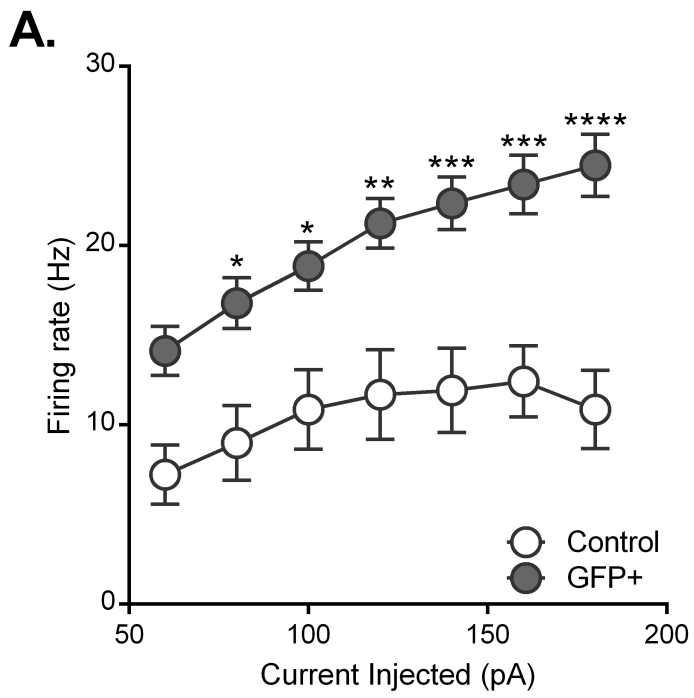 A.
30
20
10
0
Firing rate (Hz)
*
*
**
***
***
****
Control
GFP+
50 100 150 200
Current Injected (pA)